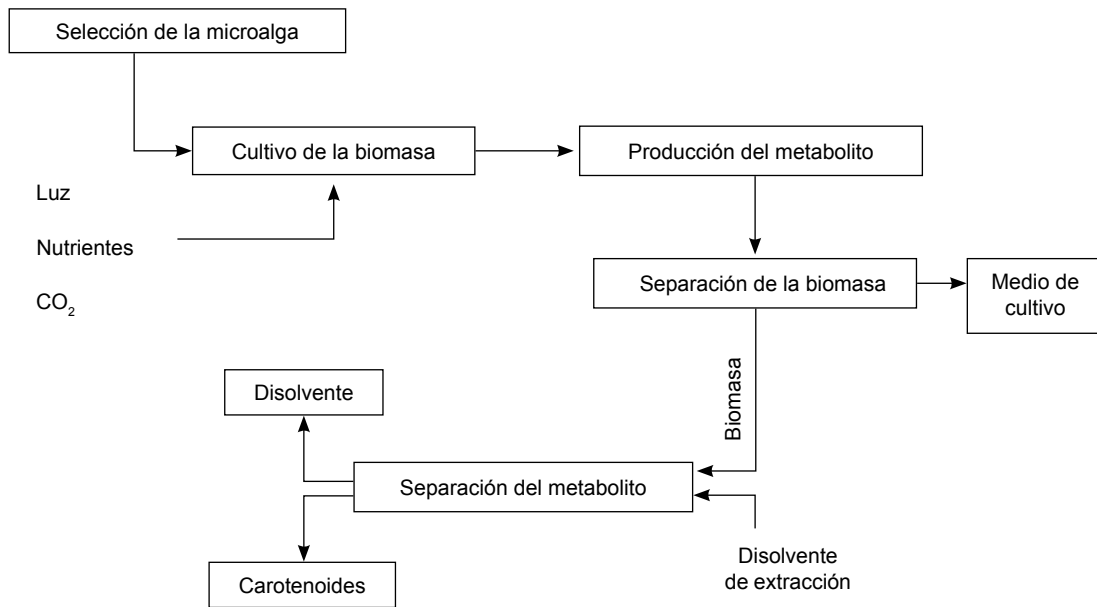 Selección de la microalga
Cultivo de la biomasa
Producción del metabolito
Luz
Nutrientes
CO₂
Separación de la biomasa
Medio de
cultivo
Biomasa
Disolvente
Separación del metabolito
Disolvente
de extracción
Carotenoides